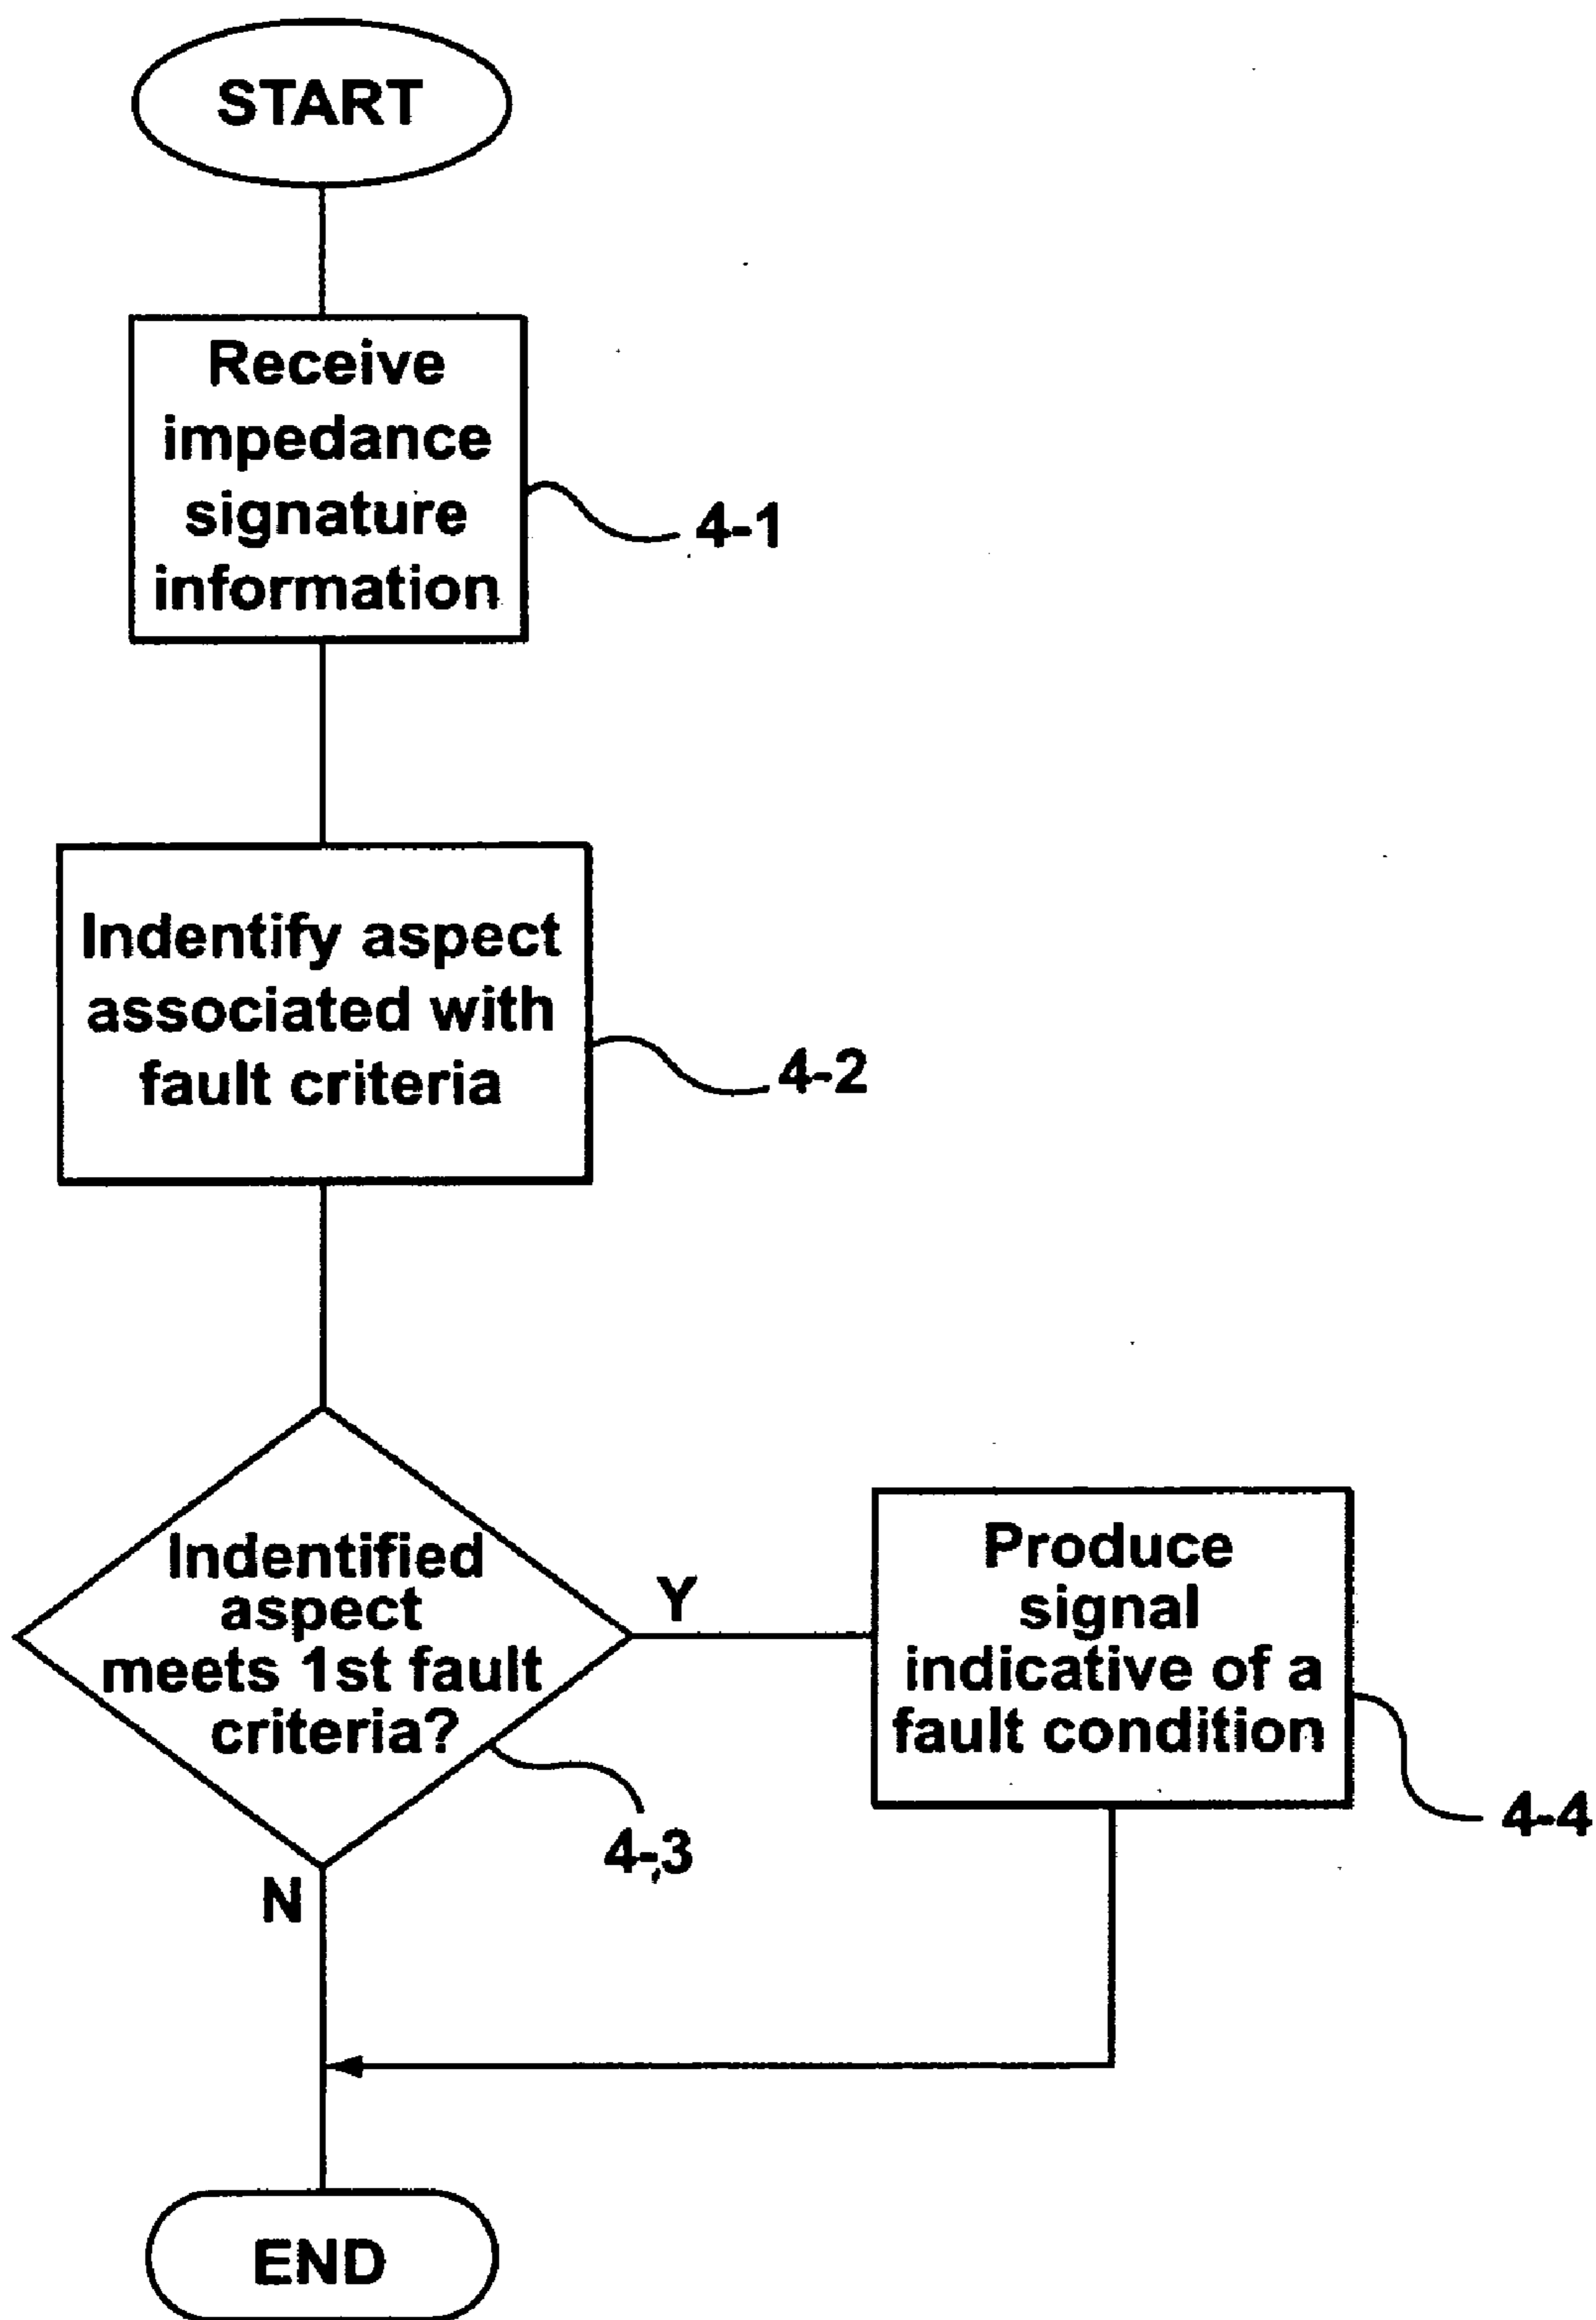 START
Receive
impedance
signature
information
4-1
Indentify aspect
associated with
fault criteria
4-2
Indentified
aspect
meets 1st fault
criteria?
Y
Produce
signal
indicative of a
fault condition
4-3
4-4
N
END